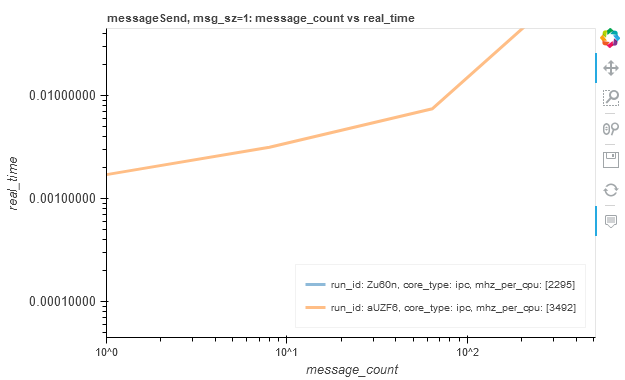 messageSend, msg_sz=1: message_count vs real_time
0.01000000
0.00100000
0.00010000
real_time
run_id: Zu60n, core_type: ipc, mhz_per_cpu: [2295]
run_id: aUZF6, core_type: ipc, mhz_per_cpu: [3492]
10^0
10^1
10^2
message_count